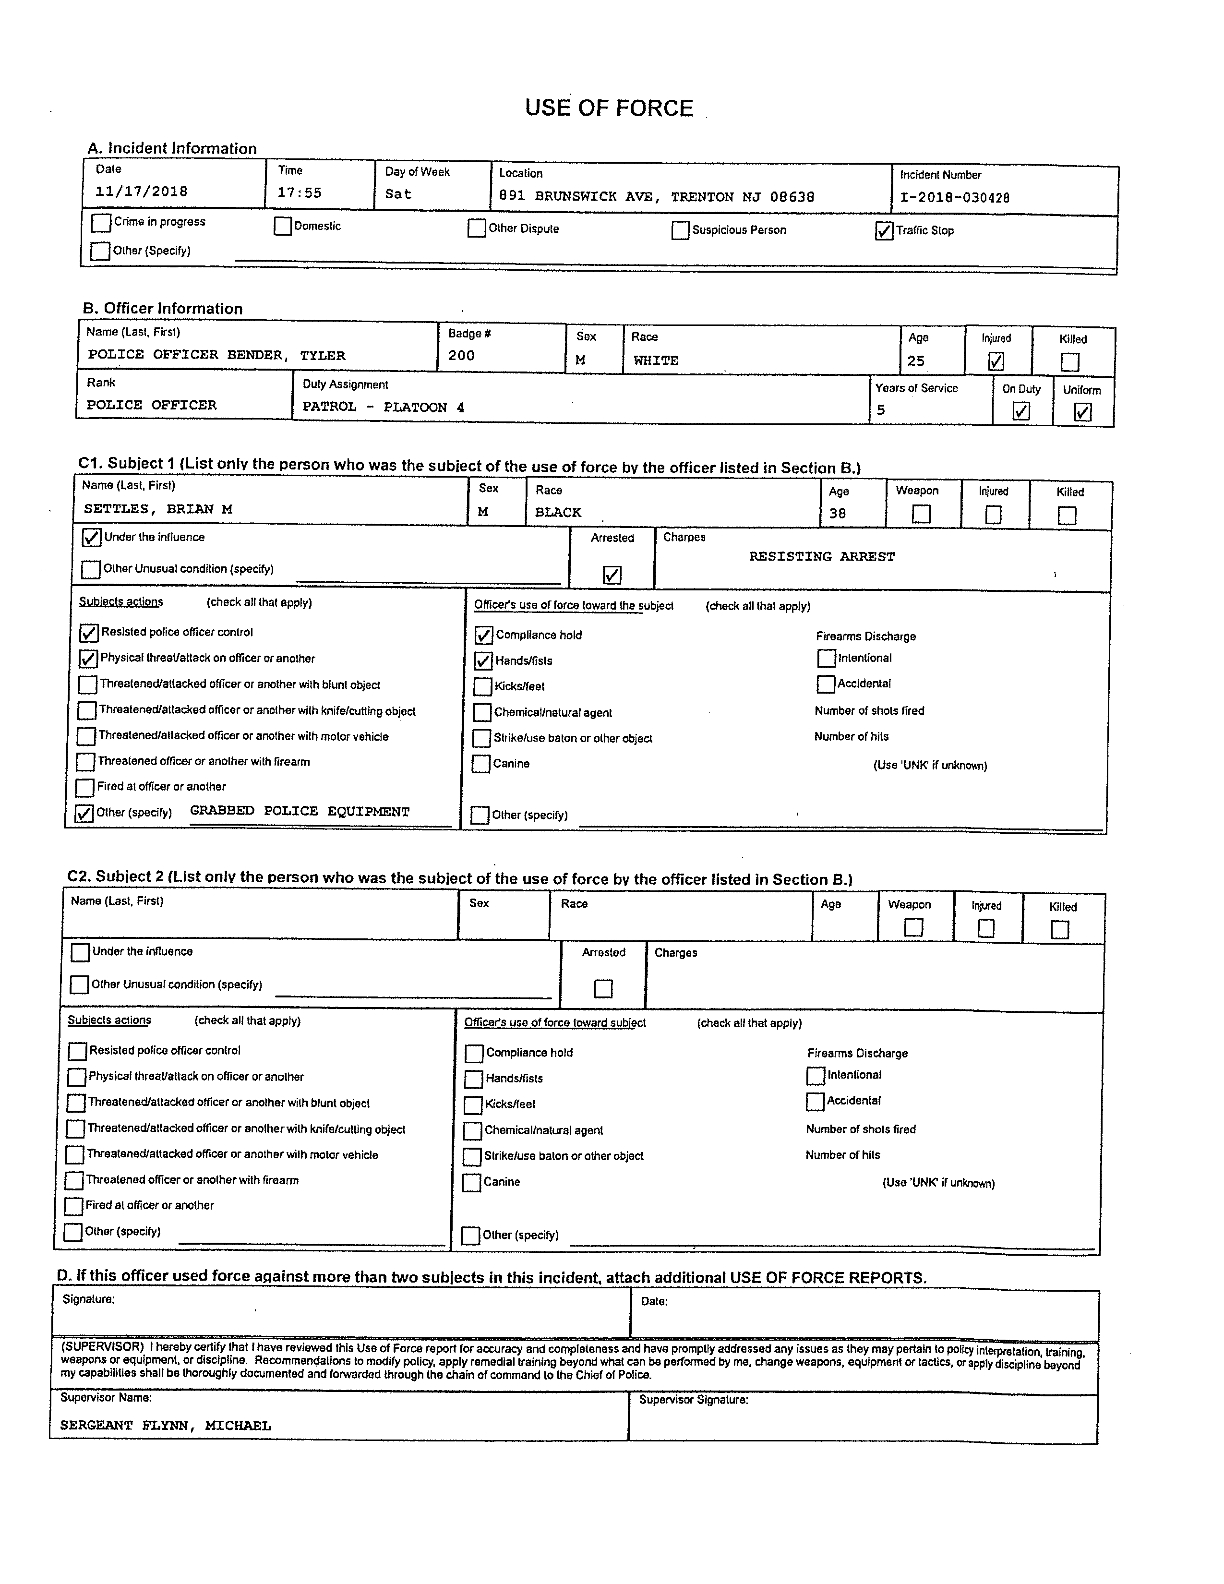 USE OF FORCE
A. Incident Information
Date Time Day of Week Location Incident Number
11/17/2018 17:55 Sat 891 BRUNSWICK AVE, TRENTON NJ 08638 I-2018-030428
Crime in progress Domestic Other Dispute Suspicious Person Traffic Stop
Other (Specify)
B. Officer Information
Name (Last, First) Badge # Sex Race Age Injured Killed
POLICE OFFICER BENDER, TYLER 200 M WHITE 25
Rank Duty Assignment Years of Service On Duty Uniform
POLICE OFFICER PATROL - PLATOON 4 5
C1. Subject 1 (List only the person who was the subject of the use of force by the officer listed in Section B.)
Name (Last, First) Sex Race Age Weapon Injured Killed
SETTLES, BRIAN M M BLACK 38
Under the influence Arrested Charges
RESISTING ARREST
Other Unusual condition (specify)
Subjects actions (check all that apply) Officer's use of force toward the subject (check all that apply)
Resisted police officer control Compliance hold Firearms Discharge
Physical threat/attack on officer or another Hands/fists Intentional
Threatened/attacked officer or another with blunt object Kicks/feet Accidental
Threatened/attacked officer or another with knife/cutting object Chemical/natural agent Number of shots fired
Threatened/attacked officer or another with motor vehicle Strike/use baton or other object Number of hits
Threatened officer or another with firearm Canine (Use 'UNK' if unknown)
Fired at officer or another
Other (specify) GRABBED POLICE EQUIPMENT Other (specify)
C2. Subject 2 (List only the person who was the subject of the use of force by the officer listed in Section B.)
Name (Last, First) Sex Race Age Weapon Injured Killed
Under the influence Arrested Charges
Other Unusual condition (specify)
Subjects actions (check all that apply) Officer's use of force toward subject (check all that apply)
Resisted police officer control Compliance hold Firearms Discharge
Physical threat/attack on officer or another Hands/fists Intentional
Threatened/attacked officer or another with blunt object Kicks/feet Accidental
Threatened/attacked officer or another with knife/cutting object Chemical/natural agent Number of shots fired
Threatened/attacked officer or another with motor vehicle Strike/use baton or other object Number of hits
Threatened officer or another with firearm Canine (Use 'UNK' if unknown)
Fired at officer or another
Other (specify) Other (specify)
D. If this officer used force against more than two subjects in this incident, attach additional USE OF FORCE REPORTS.
Signature: Date:
(SUPERVISOR) I hereby certify that I have reviewed this Use of Force report for accuracy and completeness and have promptly addressed any issues as they may pertain to policy interpretation, training,
weapons or equipment, or discipline. Recommendations to modify policy, apply remedial training beyond what can be performed by me, change weapons, equipment or tactics, or apply discipline beyond
my capabilities shall be thoroughly documented and forwarded through the chain of command to the Chief of Police.
Supervisor Name: Supervisor Signature:
SERGEANT FLYNN, MICHAEL